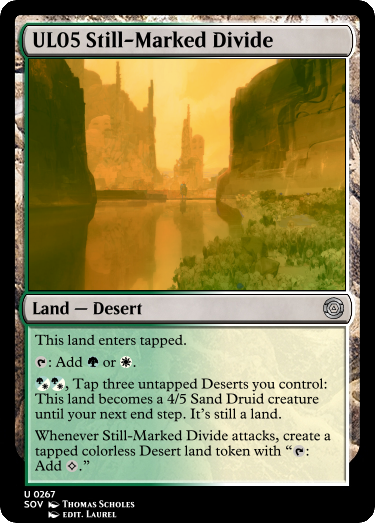 UL05 Still-Marked Divide
Land — Desert
This land enters tapped.
: Add or .
, Tap three untapped Deserts you control:
This land becomes a 4/5 Sand Druid creature
until your next end step. It's still a land.
Whenever Still-Marked Divide attacks, create a
tapped colorless Desert land token with “:
Add .”
U 0267
SOV Thomas Scholes
edit. Laurel